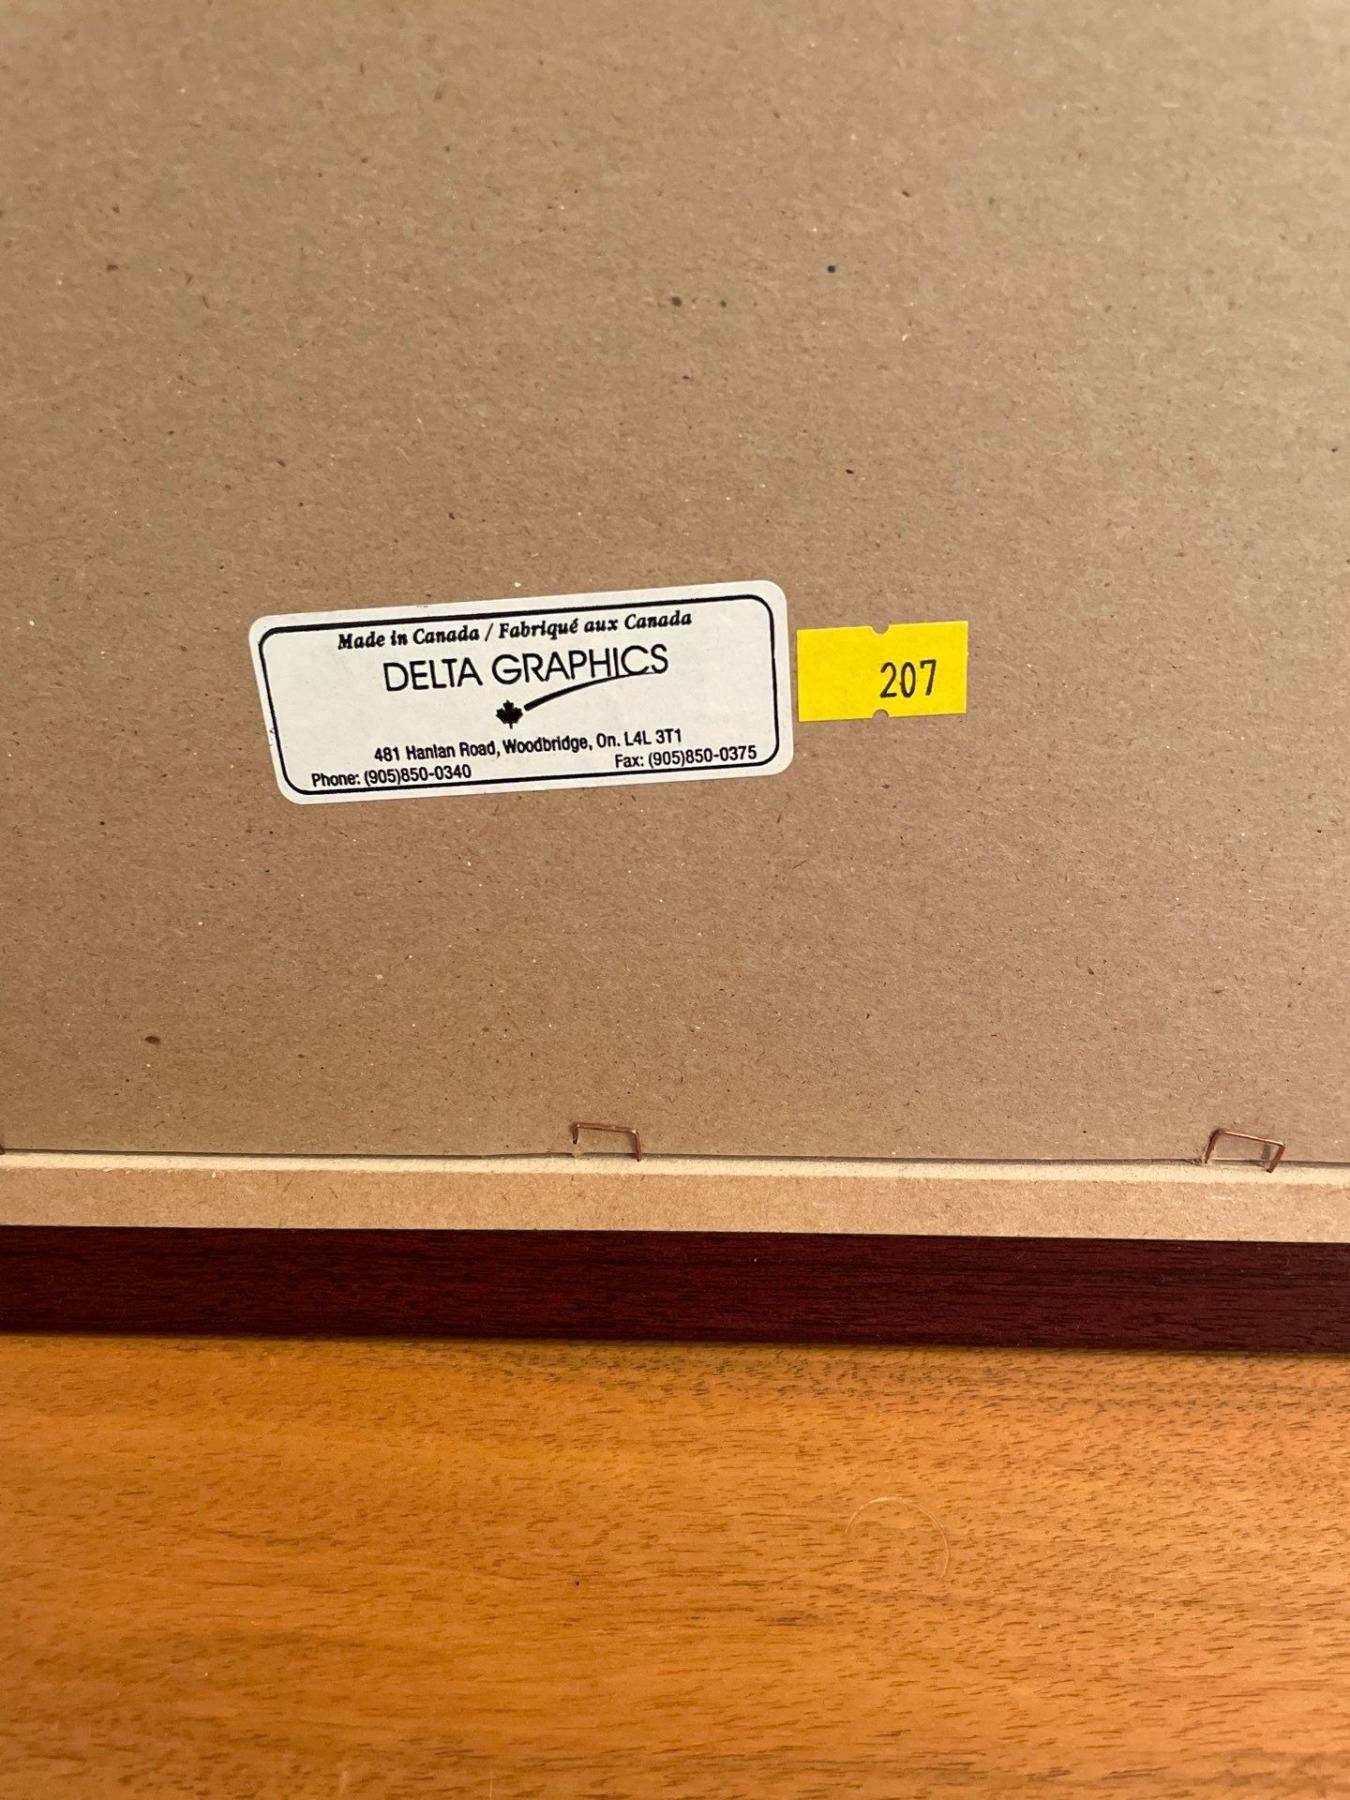 Made in Canada / Fabriqué aux Canada
DELTA GRAPHICS
481 Hanlan Road, Woodbridge, On. L4L 3T1
Phone: (905)850-0340 Fax: (905)850-0375
207